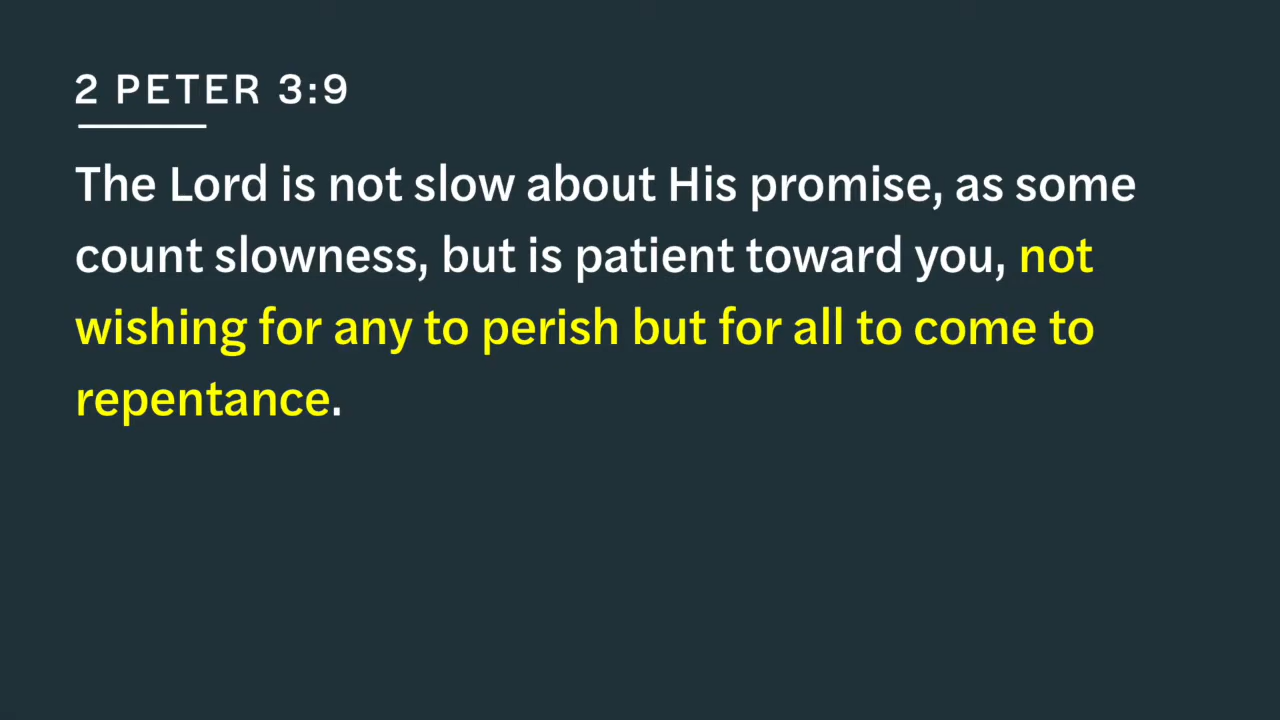 2 PETER 3:9
The Lord is not slow about His promise, as some
count slowness, but is patient toward you, not
wishing for any to perish but for all to come to
repentance.